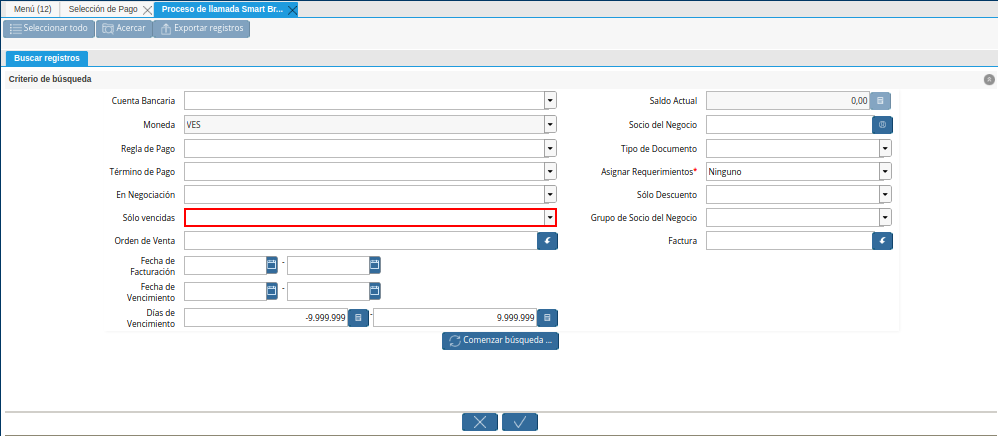 Menú (12)
Selección de Pago
Proceso de llamada Smart Br...
Seleccionar todo
Acercar
Exportar registros
Buscar registros
Criterio de búsqueda
Cuenta Bancaria
Saldo Actual 0,00
Moneda VES
Socio del Negocio
Regla de Pago
Tipo de Documento
Término de Pago
Asignar Requerimientos* Ninguno
En Negociación
Sólo Descuento
Sólo vencidas
Grupo de Socio del Negocio
Orden de Venta
Factura
Fecha de
Facturación
-
Fecha de
Vencimiento
-
Días de
Vencimiento
-9.999.999 - 9.999.999
Comenzar búsqueda ...